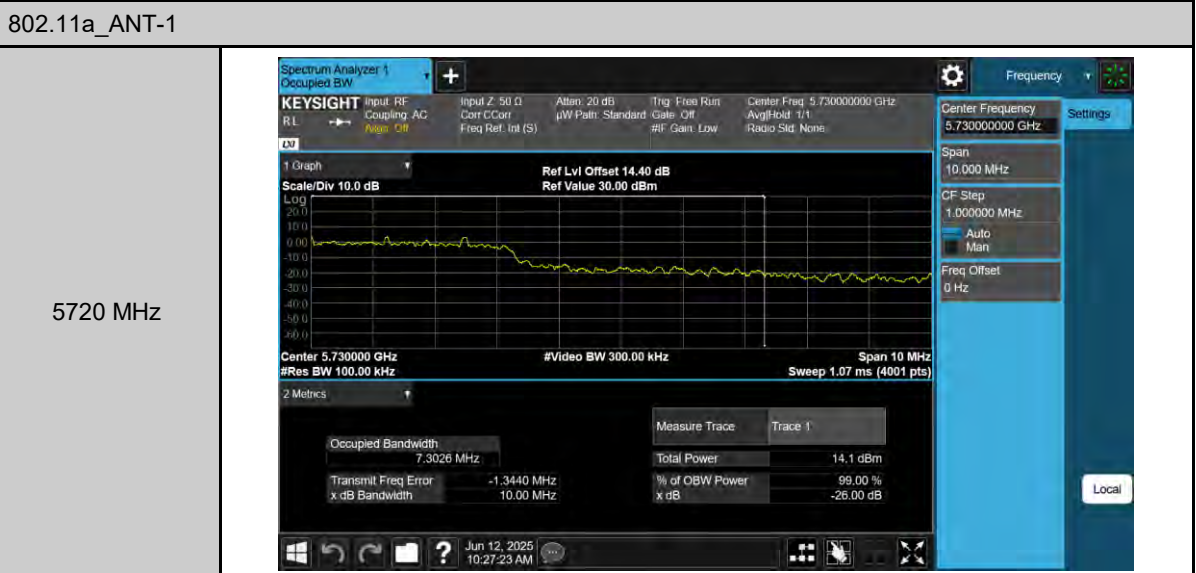 802.11a_ANT-1
5720 MHz
Spectrum Analyzer 1
Occupied BW
Frequency
KEYSIGHT Input: RF
RL
Coupling: AC
Align: Off
Input Z: 50 Ω
Corr CCorr
Freq Ref: Int (S)
Atten: 20 dB
µW Path: Standard
Trig: Free Run
Gate: Off
#IF Gain: Low
Center Freq: 5.730000000 GHz
Avg|Hold: 1/1
Radio Std: None
LXI
1 Graph
Scale/Div 10.0 dB
Ref Lvl Offset 14.40 dB
Ref Value 30.00 dBm
Log
20.0
10.0
0.00
-10.0
-20.0
-30.0
-40.0
-50.0
-60.0
Center 5.730000 GHz
#Video BW 300.00 kHz
Span 10 MHz
#Res BW 100.00 kHz
Sweep 1.07 ms (4001 pts)
2 Metrics
Measure Trace Trace 1
Occupied Bandwidth
7.3026 MHz
Total Power 14.1 dBm
Transmit Freq Error -1.3440 MHz
% of OBW Power 99.00 %
x dB Bandwidth 10.00 MHz
x dB -26.00 dB
Center Frequency
5.730000000 GHz
Settings
Span
10.000 MHz
CF Step
1.000000 MHz
Auto
Man
Freq Offset
0 Hz
Local
?
Jun 12, 2025
10:27:23 AM